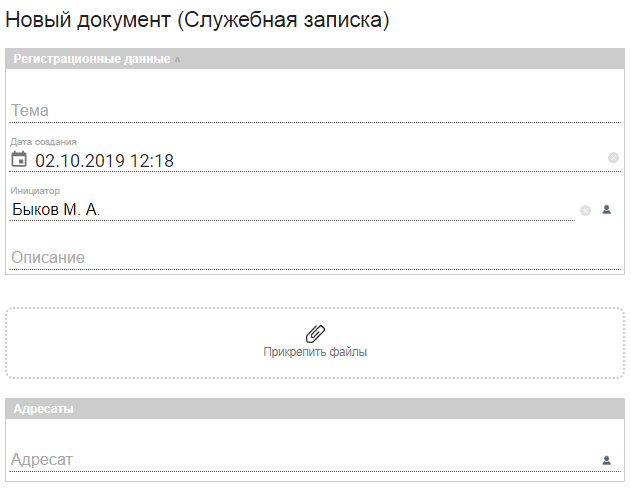 Новый документ (Служебная записка)
Регистрационные данные
Тема
Дата создания
02.10.2019 12:18
Инициатор
Быков М. А.
Описание
Прикрепить файлы
Адресаты
Адресат